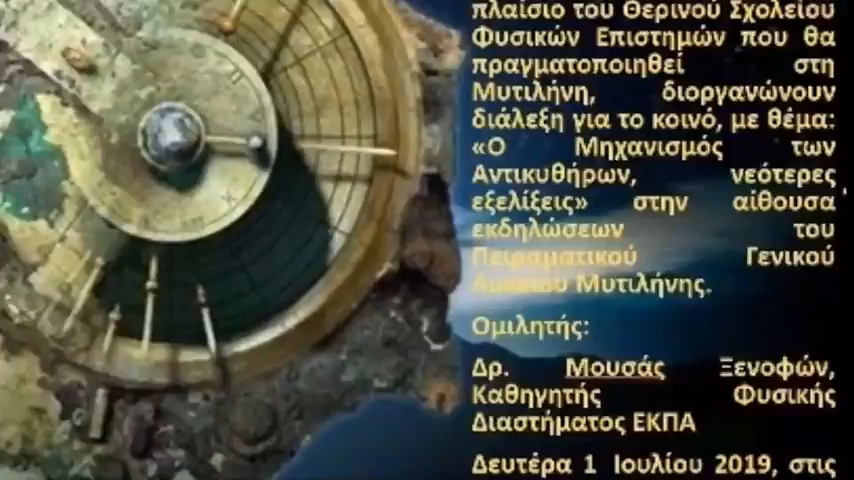 πλαίσιο του Θερινού Σχολείου
Φυσικών Επιστημών που θα
πραγματοποιηθεί στη
Μυτιλήνη, διοργανώνουν
διάλεξη για το κοινό, με θέμα:
«Ο Μηχανισμός των
Αντικυθήρων, νεότερες
εξελίξεις» στην αίθουσα
εκδηλώσεων του
Πειραματικού Γενικού
Λυκείου Μυτιλήνης.
Ομιλητής:
Δρ. Μουσάς Ξενοφών,
Καθηγητής Φυσικής
Διαστήματος ΕΚΠΑ
Δευτέρα 1 Ιουλίου 2019, στις